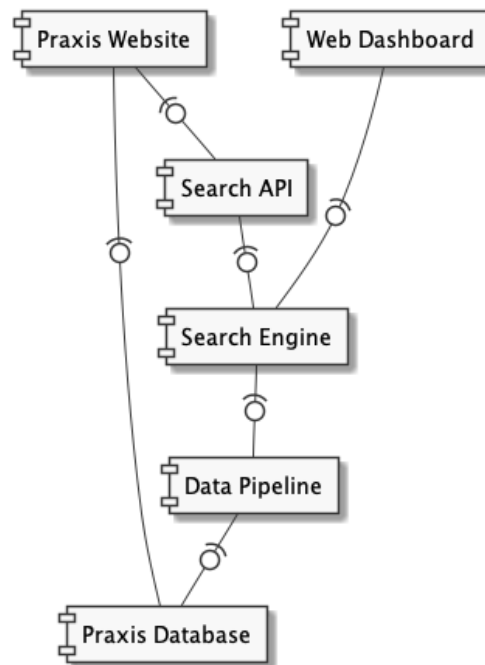 Praxis Website
Web Dashboard
Search API
Search Engine
Data Pipeline
Praxis Database